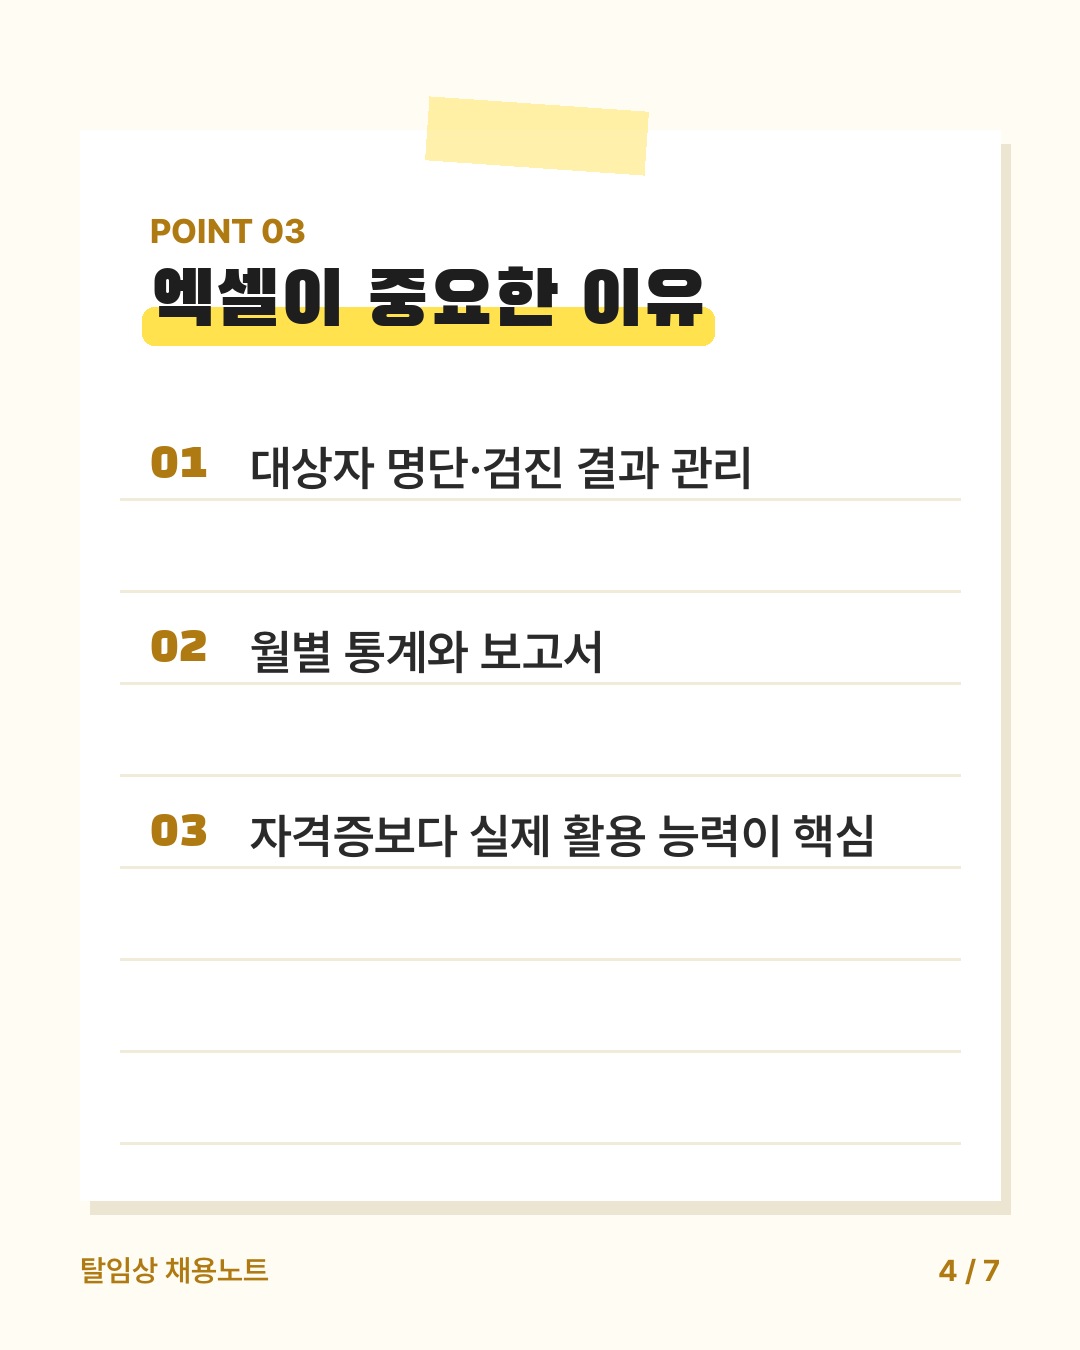 POINT 03
엑셀이 중요한 이유
01 대상자 명단·검진 결과 관리
02 월별 통계와 보고서
03 자격증보다 실제 활용 능력이 핵심
탈임상 채용노트
4 / 7